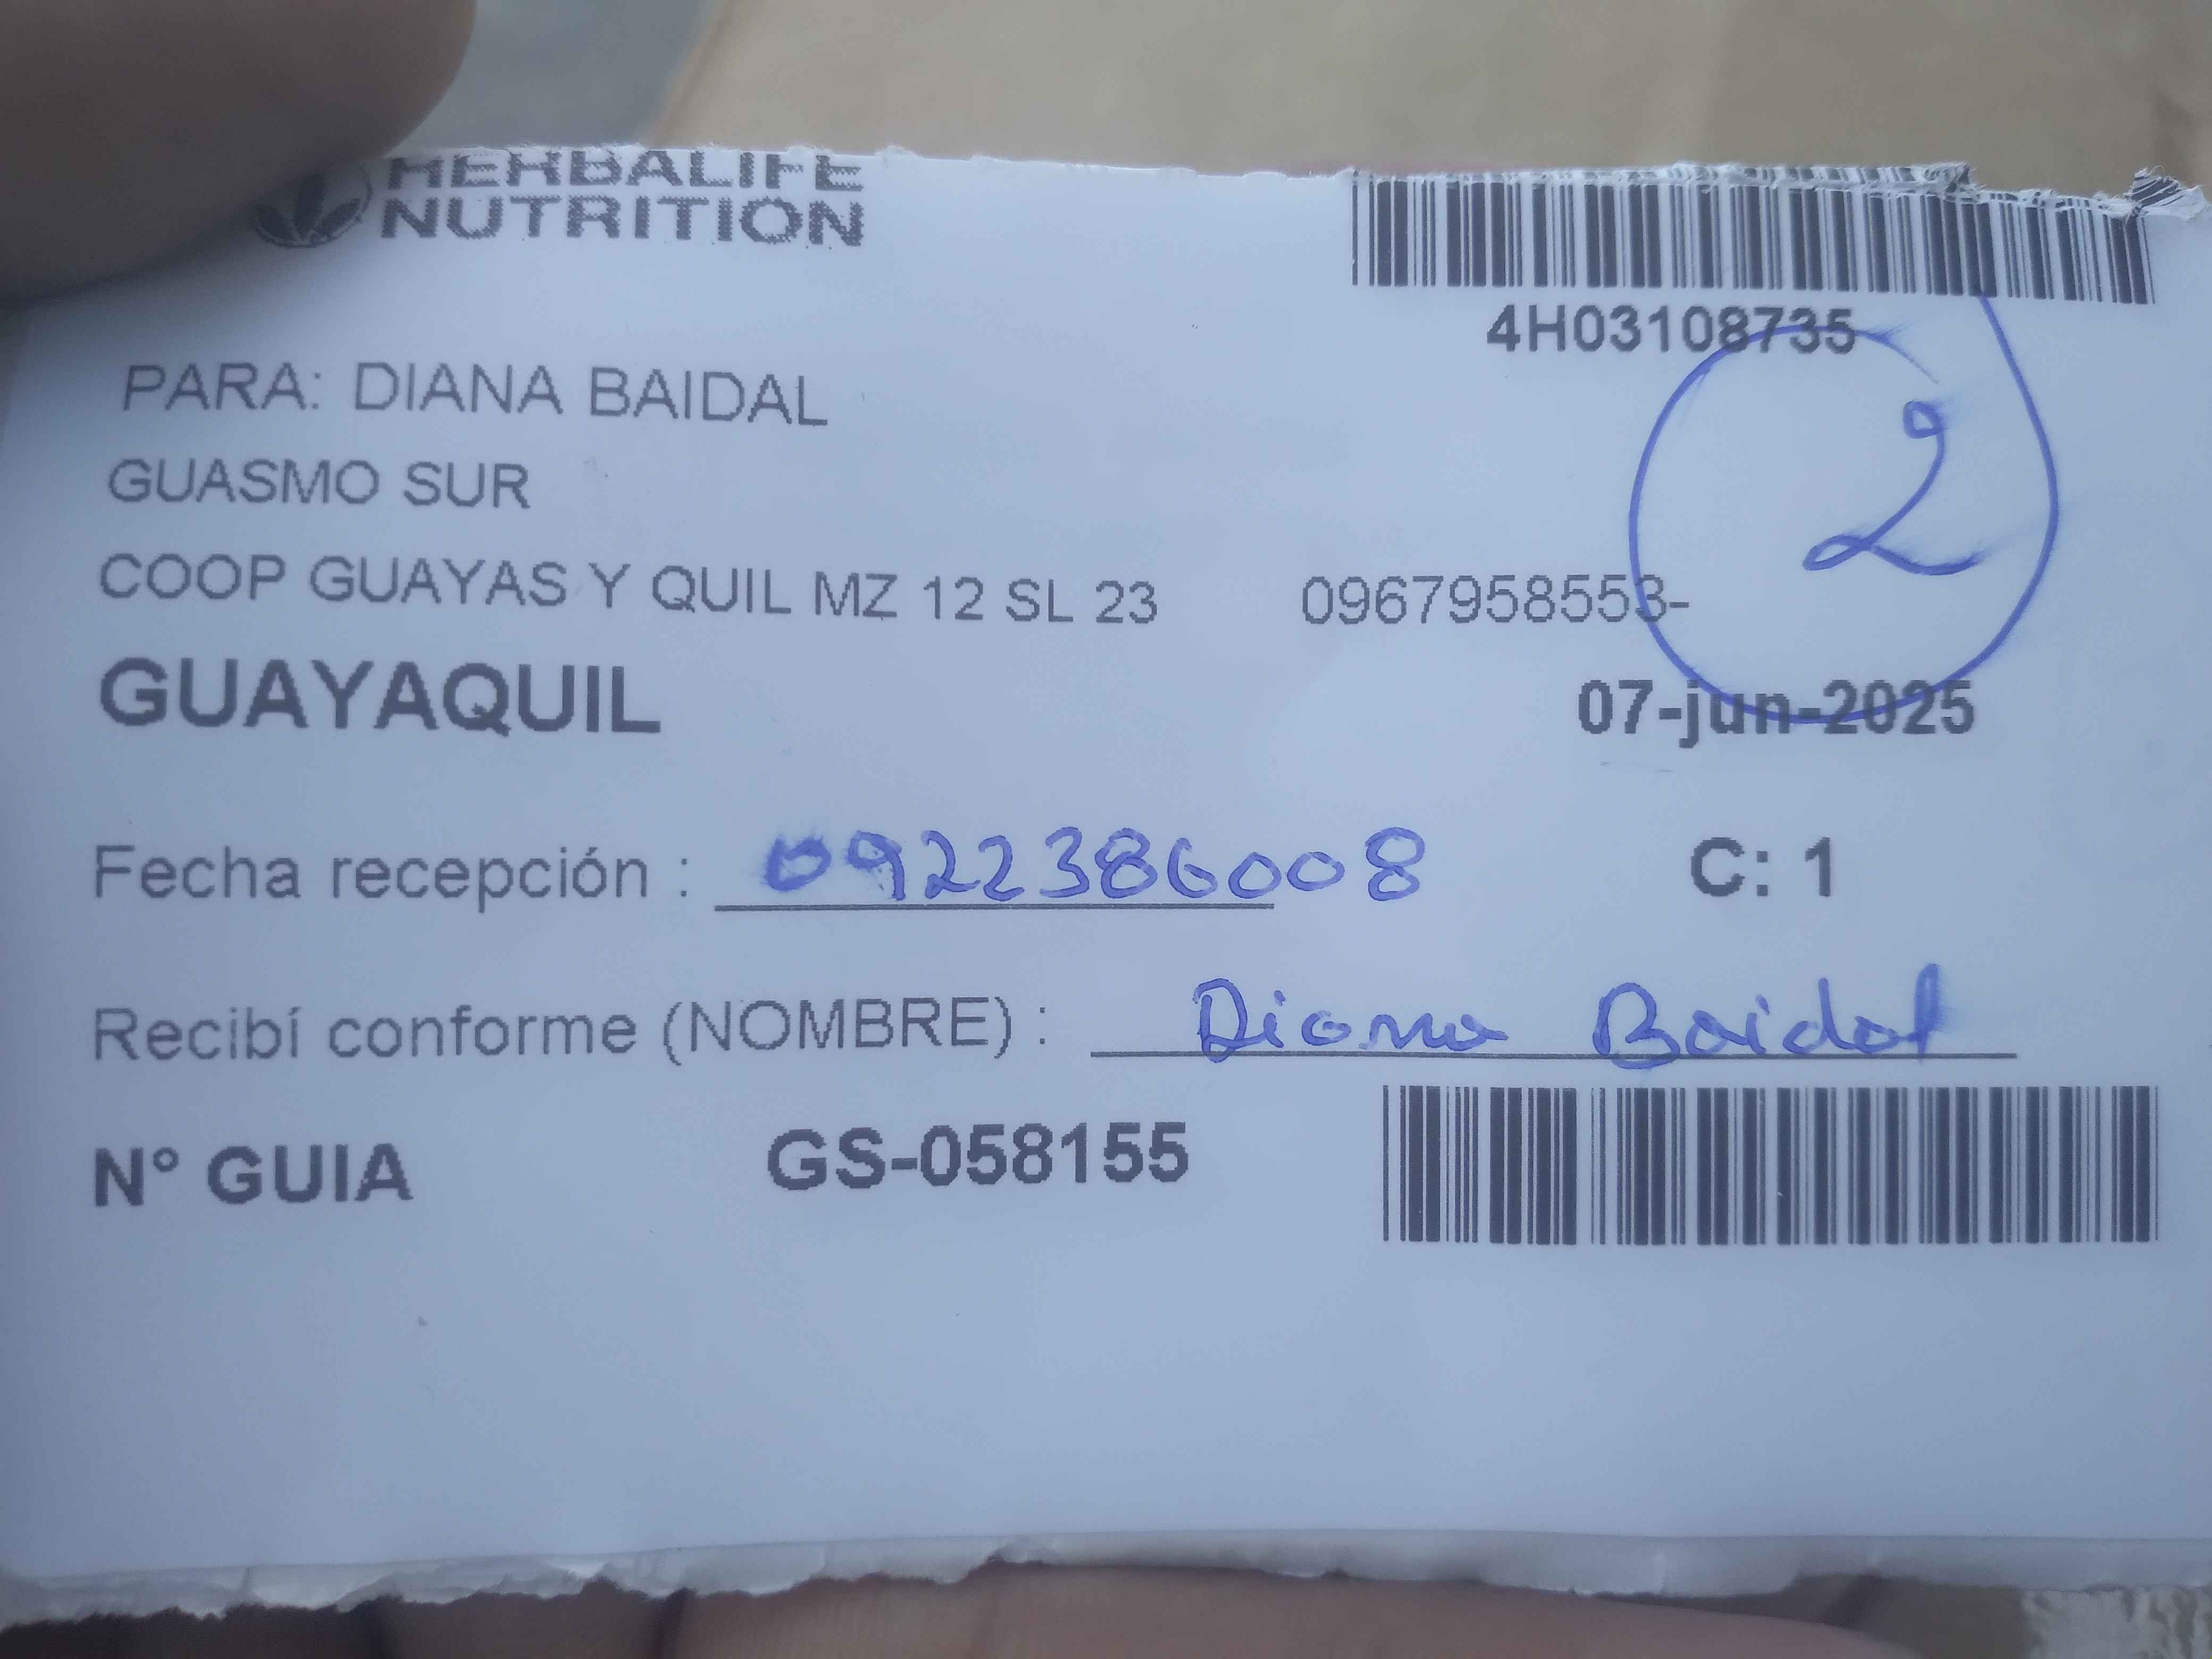 HERBALIFE
NUTRITION
4H03108735
2
PARA: DIANA BAIDAL
GUASMO SUR
COOP GUAYAS Y QUIL MZ 12 SL 23 0967958553-
GUAYAQUIL 07-jun-2025
Fecha recepción : 0922386008 C: 1
Recibí conforme (NOMBRE) : Diana Baidal
N° GUIA GS-058155